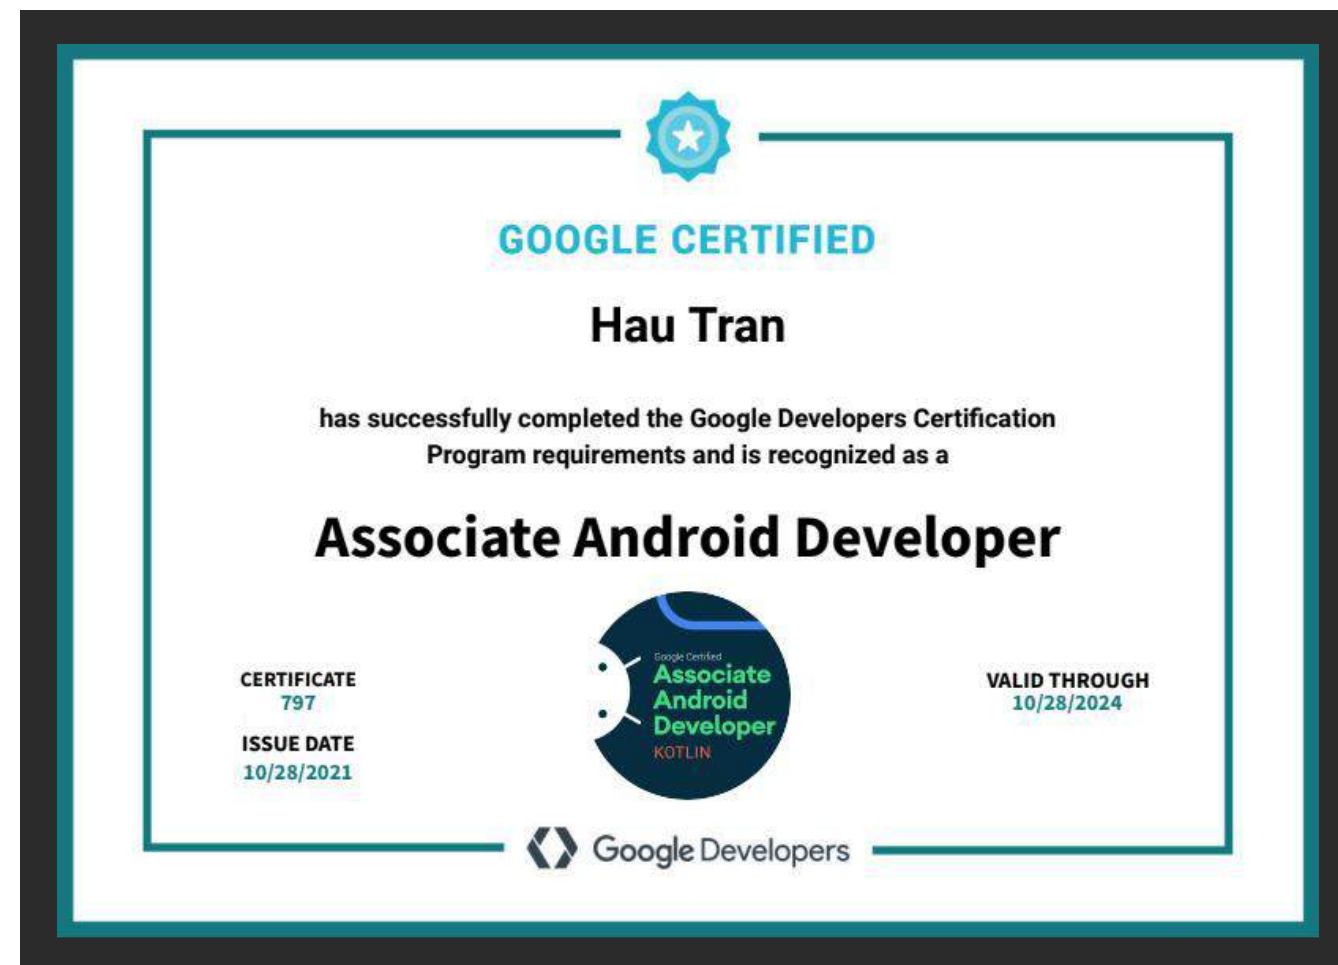 GOOGLE CERTIFIED
Hau Tran
has successfully completed the Google Developers Certification
Program requirements and is recognized as a
Associate Android Developer
CERTIFICATE
797
ISSUE DATE
10/28/2021
Google Certified
Associate
Android
Developer
KOTLIN
VALID THROUGH
10/28/2024
Google Developers